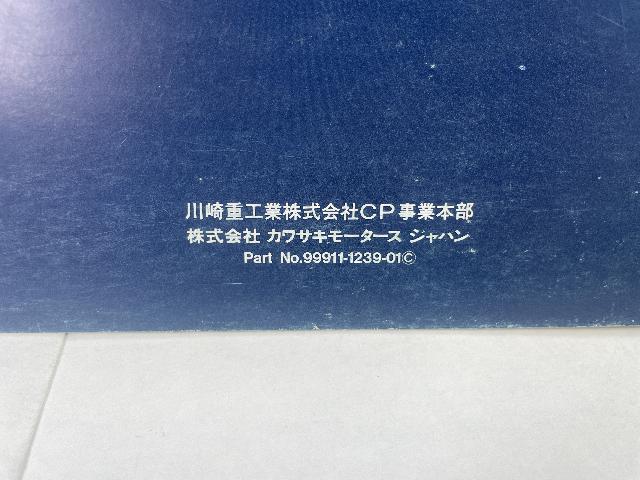 川崎重工業株式会社CP事業本部
株式会社 カワサキモータース ジャパン
Part No.99911-1239-01©